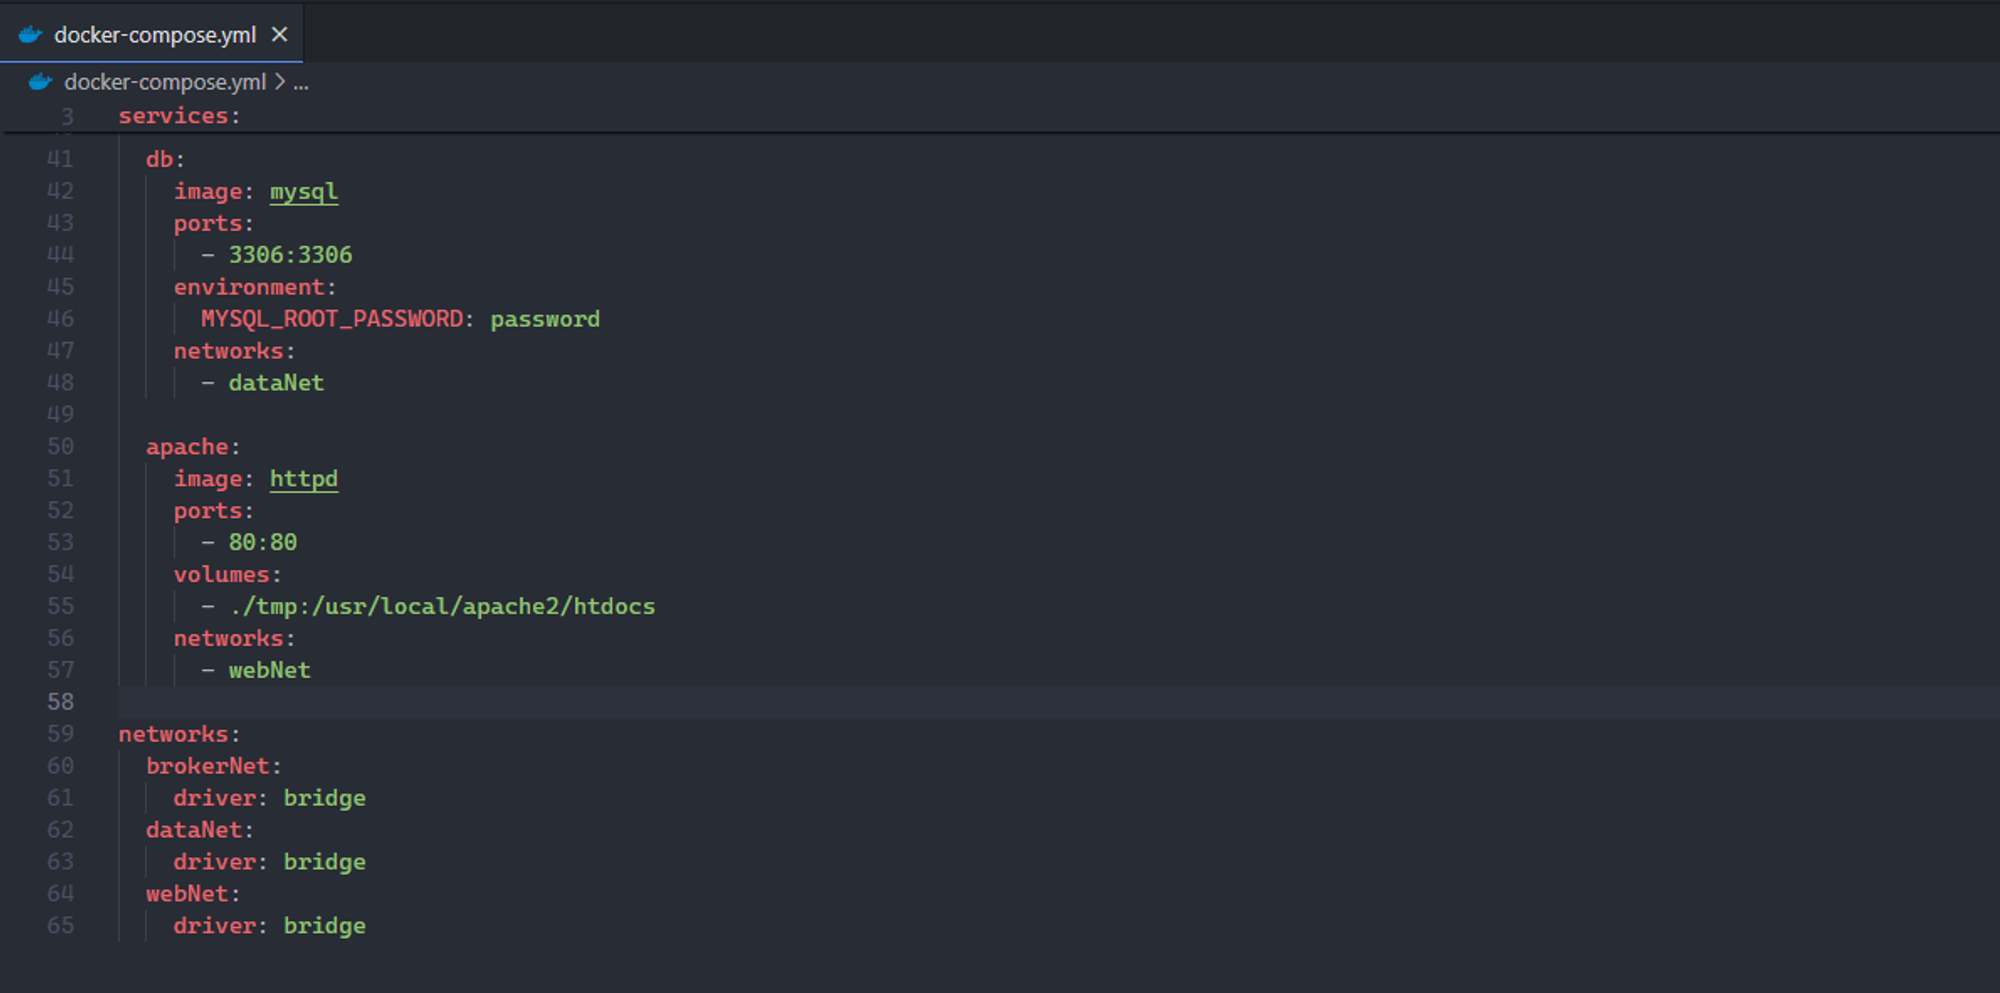 docker-compose.yml ×
docker-compose.yml > ...
3 services:
41 db:
42 image: mysql
43 ports:
44 - 3306:3306
45 environment:
46 MYSQL_ROOT_PASSWORD: password
47 networks:
48 - dataNet
49
50 apache:
51 image: httpd
52 ports:
53 - 80:80
54 volumes:
55 - ./tmp:/usr/local/apache2/htdocs
56 networks:
57 - webNet
58
59 networks:
60 brokerNet:
61 driver: bridge
62 dataNet:
63 driver: bridge
64 webNet:
65 driver: bridge